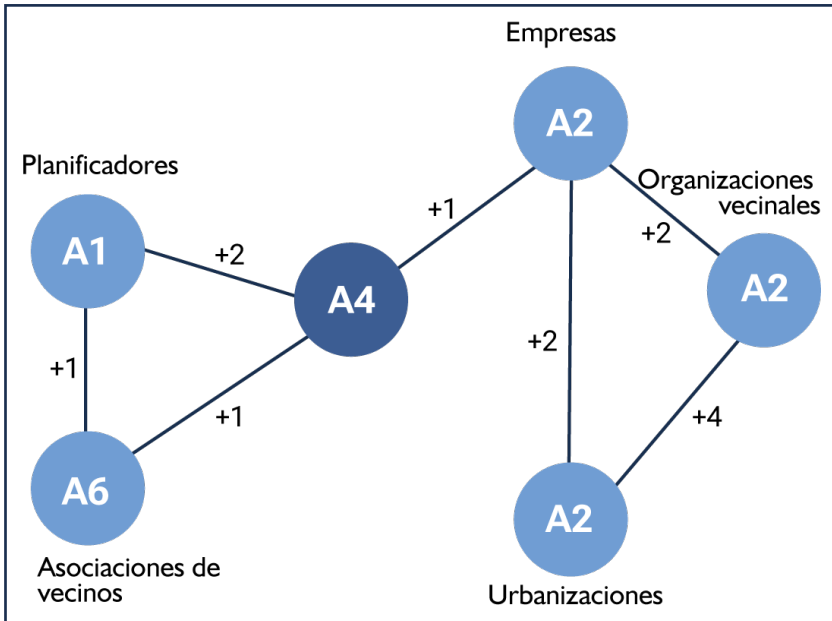 Empresas
A2
Planificadores
A1
+2
A4
+1
Organizaciones
vecinales
+2
A2
+1
+1
+2
+4
A6
A2
Asociaciones de
vecinos
Urbanizaciones